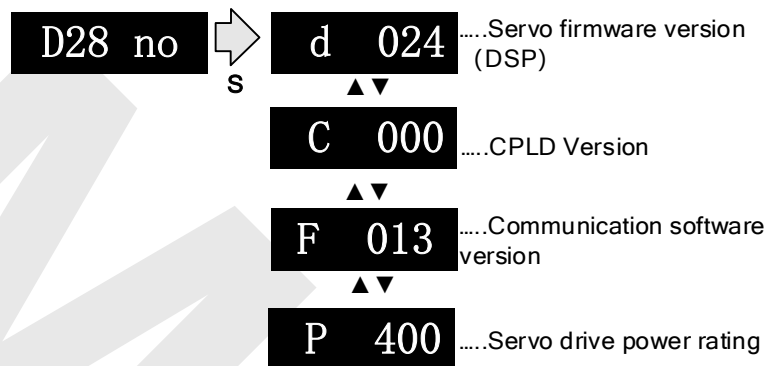 D28 no
S
d 024 .....Servo firmware version
(DSP)
▲▼
C 000 .....CPLD Version
▲▼
F 013 .....Communication software
version
▲▼
P 400 .....Servo drive power rating